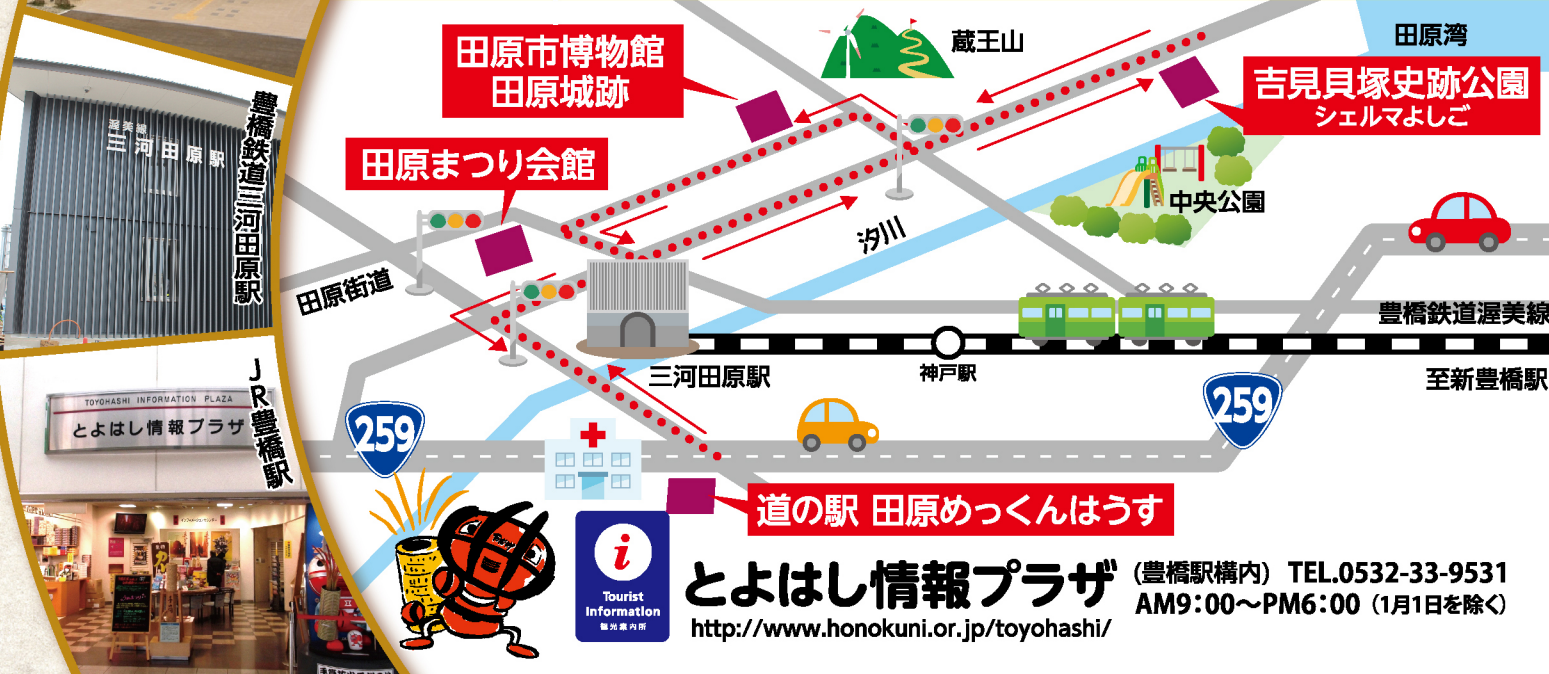 渥美線
三河田原駅
豊橋鉄道三河田原駅
TOYOHASHI INFORMATION PLAZA
とよはし情報プラザ
JR豊橋駅
田原市博物館
田原城跡
蔵王山
田原湾
吉見貝塚史跡公園
シェルマよしご
田原まつり会館
中央公園
汐川
田原街道
豊橋鉄道渥美線
三河田原駅
神戸駅
至新豊橋駅
259
259
道の駅 田原めっくんはうす
i
Tourist
Information
観光案内所
とよはし情報プラザ
(豊橋駅構内) TEL.0532-33-9531
AM9:00〜PM6:00 (1月1日を除く)
http://www.honokuni.or.jp/toyohashi/